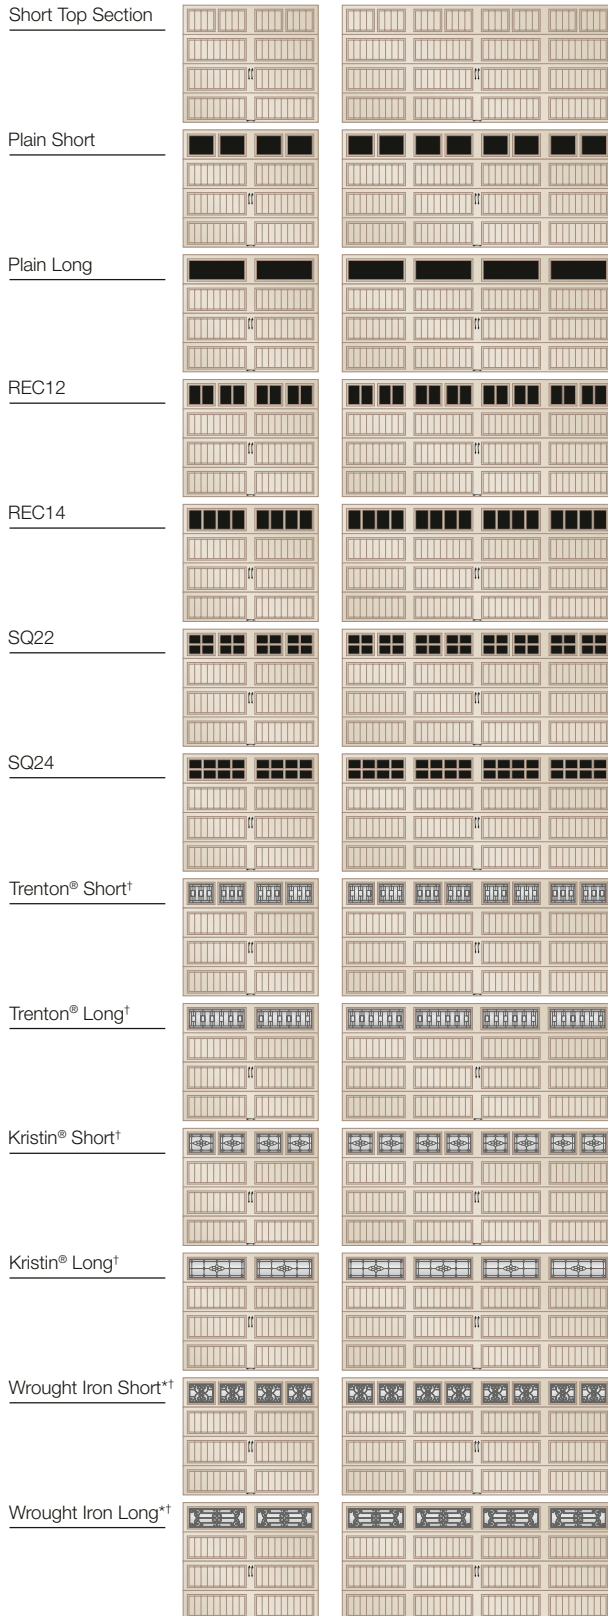 Short Top Section
Plain Short
Plain Long
REC12
REC14
SQ22
SQ24
Trenton® Short†
Trenton® Long†
Kristin® Short†
Kristin® Long†
Wrought Iron Short*†
Wrought Iron Long*†